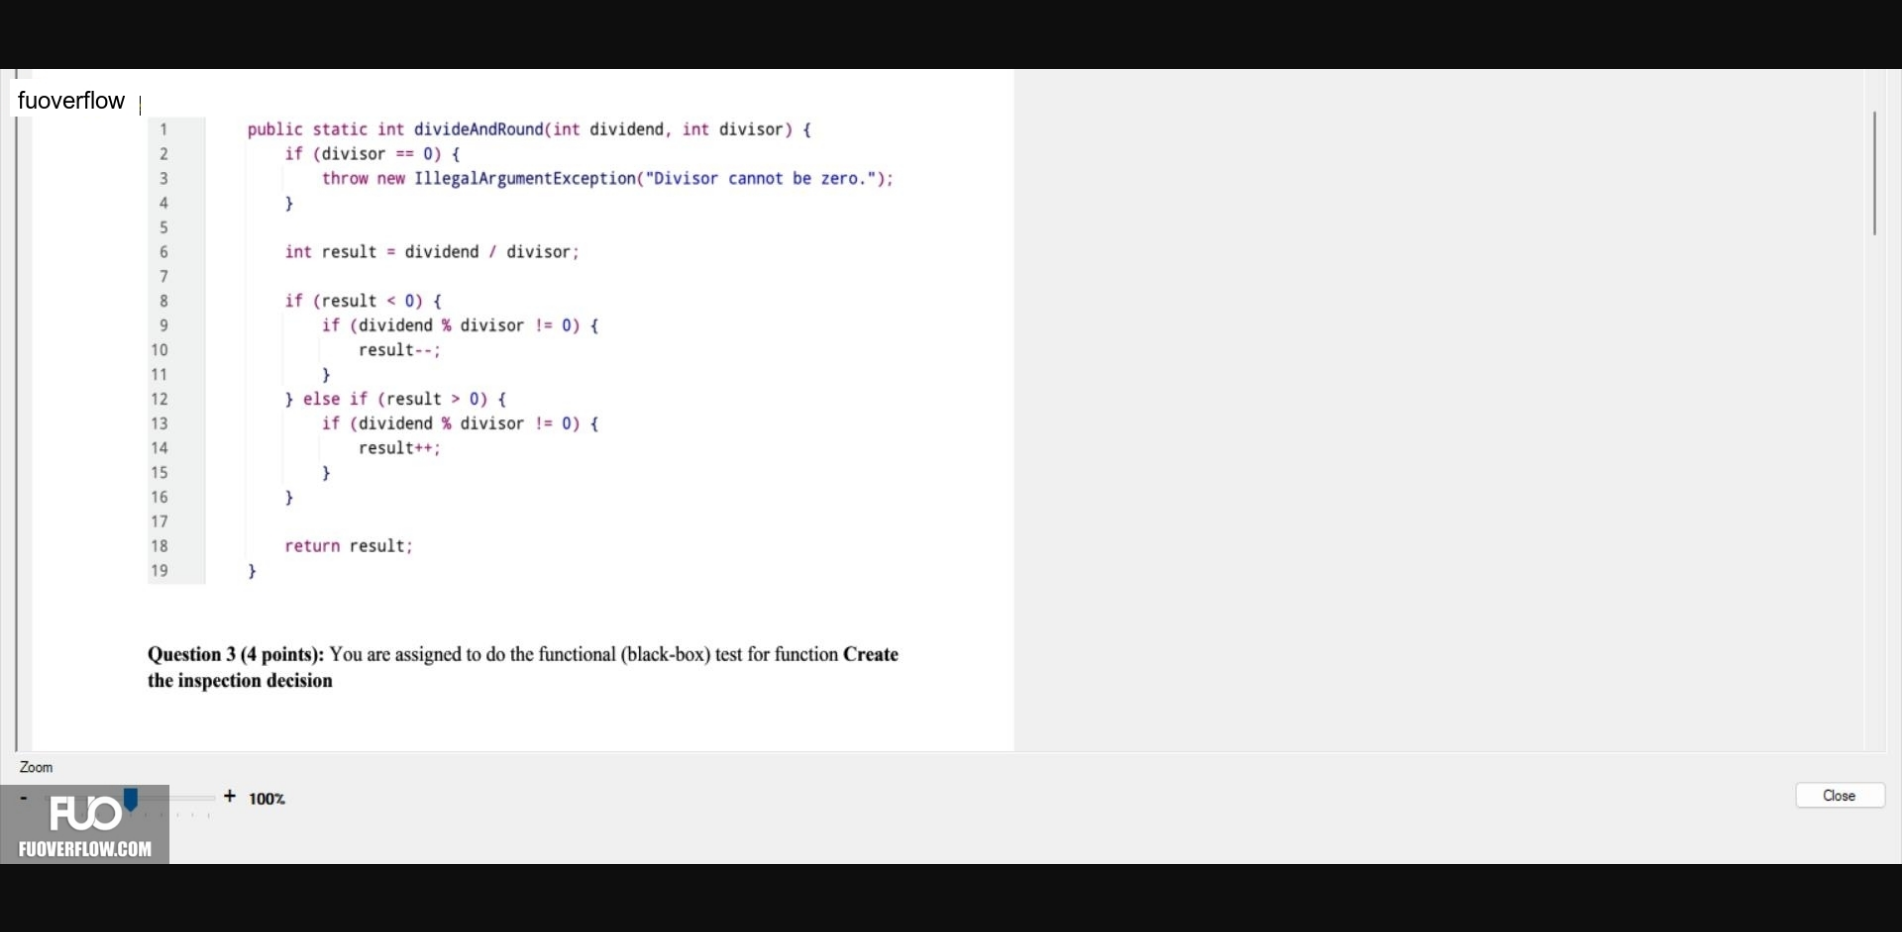 fuoverflow
1 public static int divideAndRound(int dividend, int divisor) {
2 if (divisor == 0) {
3 throw new IllegalArgumentException("Divisor cannot be zero.");
4 }
5
6 int result = dividend / divisor;
7
8 if (result < 0) {
9 if (dividend % divisor != 0) {
10 result--;
11 }
12 } else if (result > 0) {
13 if (dividend % divisor != 0) {
14 result++;
15 }
16 }
17
18 return result;
19 }
Question 3 (4 points): You are assigned to do the functional (black-box) test for function Create
the inspection decision
Zoom
- + 100%
Close
FUO
FUOVERFLOW.COM